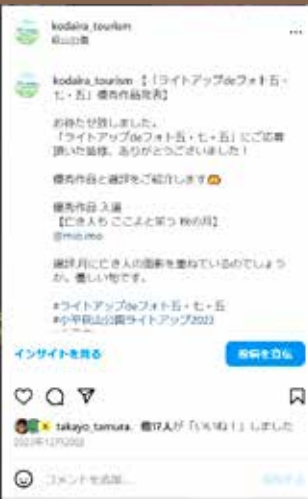 kodaira_tourism
kodaira_tourism 【「ライトアップdeフォト五・
七・五」優秀作品発表】
お待たせ致しました。
「ライトアップdeフォト五・七・五」にご応募
頂いた皆様、ありがとうございました！
優秀作品と選評をご紹介します
優秀作品 入選
【亡き人も ここよと笑う 秋の月】
選評.月に亡き人の面影を重ねているのでしょう
か。優しい句です。
#ライトアップdeフォト五・七・五
#小平
ライトアップ2023
インサイトを見る
投稿を宣伝
takayo_tamura、他17人が「いいね！」しました
2023年12月20日
コメントを追加...